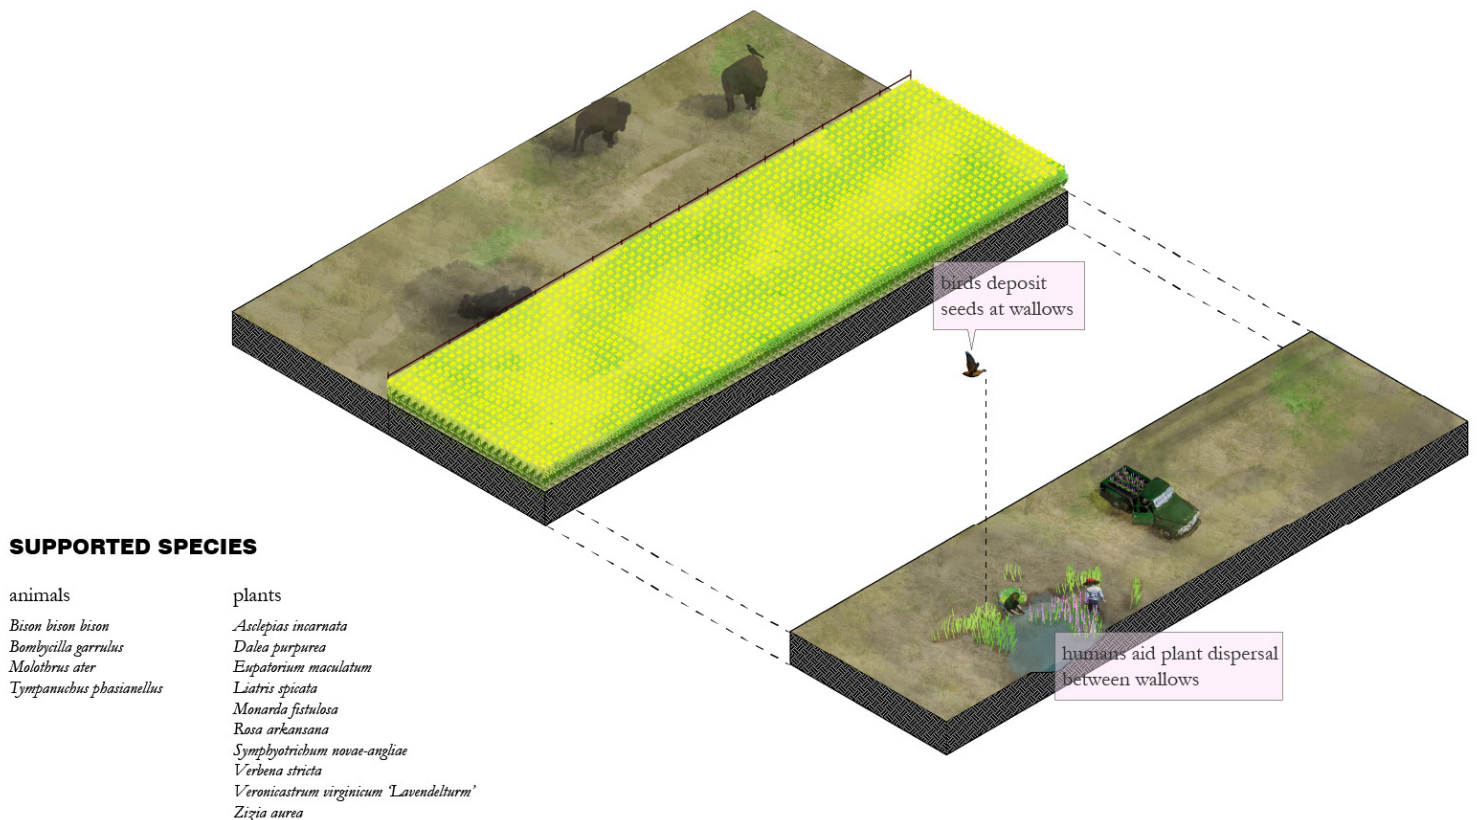 birds deposit
seeds at wallows
humans aid plant dispersal
between wallows
SUPPORTED SPECIES
animals
Bison bison bison
Bombycilla garrulus
Molothrus ater
Tympanuchus phasianellus
plants
Asclepias incarnata
Dalea purpurea
Eupatorium maculatum
Liatris spicata
Monarda fistulosa
Rosa arkansana
Symphyotrichum novae-angliae
Verbena stricta
Veronicastrum virginicum ‘Lavendelturm’
Zizia aurea